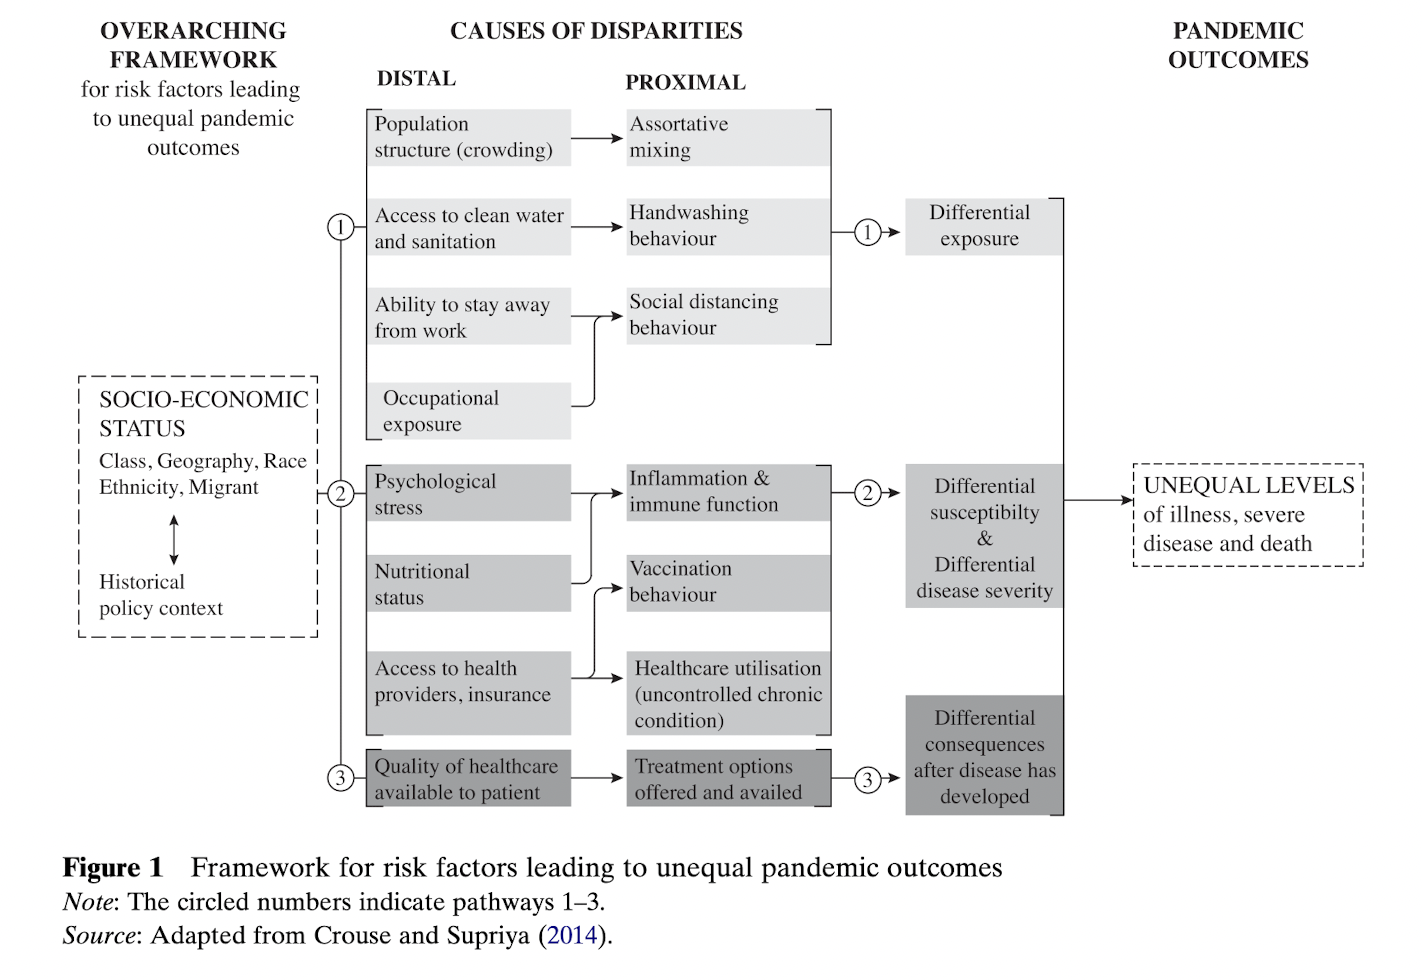 OVERARCHING
FRAMEWORK
for risk factors leading
to unequal pandemic
outcomes
CAUSES OF DISPARITIES
PANDEMIC
OUTCOMES
DISTAL
PROXIMAL
Population
structure (crowding)
Assortative
mixing
1
Access to clean water
and sanitation
Handwashing
behaviour
1
Differential
exposure
Ability to stay away
from work
Social distancing
behaviour
Occupational
exposure
SOCIO-ECONOMIC
STATUS
Class, Geography, Race
Ethnicity, Migrant
Historical
policy context
2
Psychological
stress
Inflammation &
immune function
2
Differential
susceptibilty
&
Differential
disease severity
UNEQUAL LEVELS
of illness, severe
disease and death
Nutritional
status
Vaccination
behaviour
Access to health
providers, insurance
Healthcare utilisation
(uncontrolled chronic
condition)
3
Quality of healthcare
available to patient
Treatment options
offered and availed
3
Differential
consequences
after disease has
developed
Figure 1 Framework for risk factors leading to unequal pandemic outcomes
Note: The circled numbers indicate pathways 1–3.
Source: Adapted from Crouse and Supriya (2014).